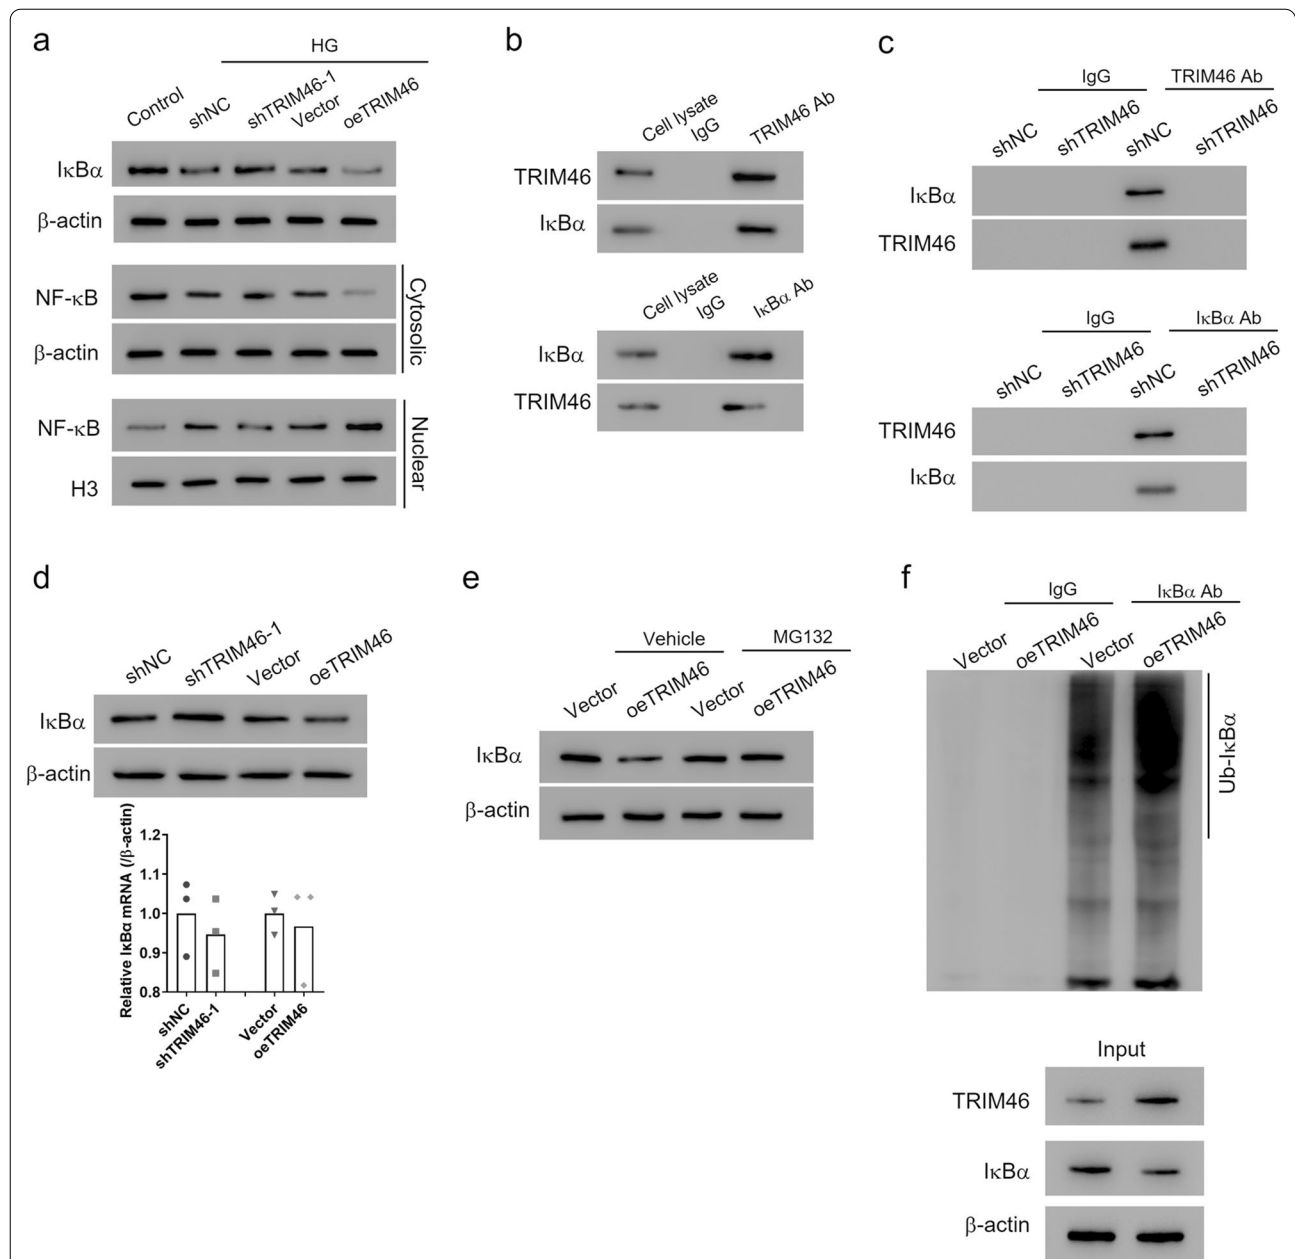 a
HG
Control
shNC
shTRIM46-1
Vector
oeTRIM46
IκBα
β-actin
NF-κB
β-actin
Cytosolic
NF-κB
H3
Nuclear
b
Cell lysate
IgG
TRIM46 Ab
TRIM46
IκBα
Cell lysate
IgG
IκBα Ab
IκBα
TRIM46
c
IgG
TRIM46 Ab
shNC
shTRIM46
shNC
shTRIM46
IκBα
TRIM46
IgG
IκBα Ab
shNC
shTRIM46
shNC
shTRIM46
TRIM46
IκBα
d
shNC
shTRIM46-1
Vector
oeTRIM46
IκBα
β-actin
Relative IκBα mRNA (/β-actin)
1.2
1.1
1.0
0.9
0.8
shNC
shTRIM46-1
Vector
oeTRIM46
e
Vehicle
MG132
Vector
oeTRIM46
Vector
oeTRIM46
IκBα
β-actin
f
IgG
IκBα Ab
Vector
oeTRIM46
Vector
oeTRIM46
Ub-IκBα
Input
TRIM46
IκBα
β-actin